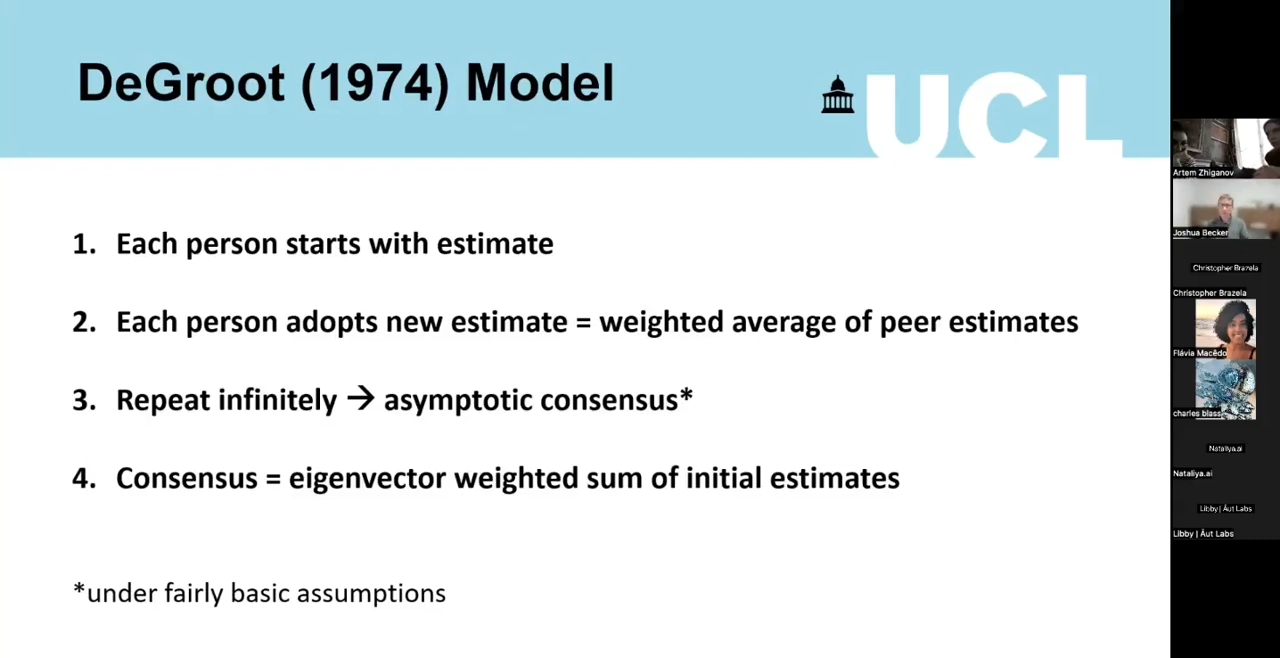 DeGroot (1974) Model
UCL
1. Each person starts with estimate
2. Each person adopts new estimate = weighted average of peer estimates
3. Repeat infinitely → asymptotic consensus*
4. Consensus = eigenvector weighted sum of initial estimates
*under fairly basic assumptions
Artem Zhiganov
Joshua Becker
Christopher Brazela
Christopher Brazela
Flávia Macêdo
charles blass
Nataliya.ai
Nataliya.ai
Libby | Āut Labs
Libby | Āut Labs